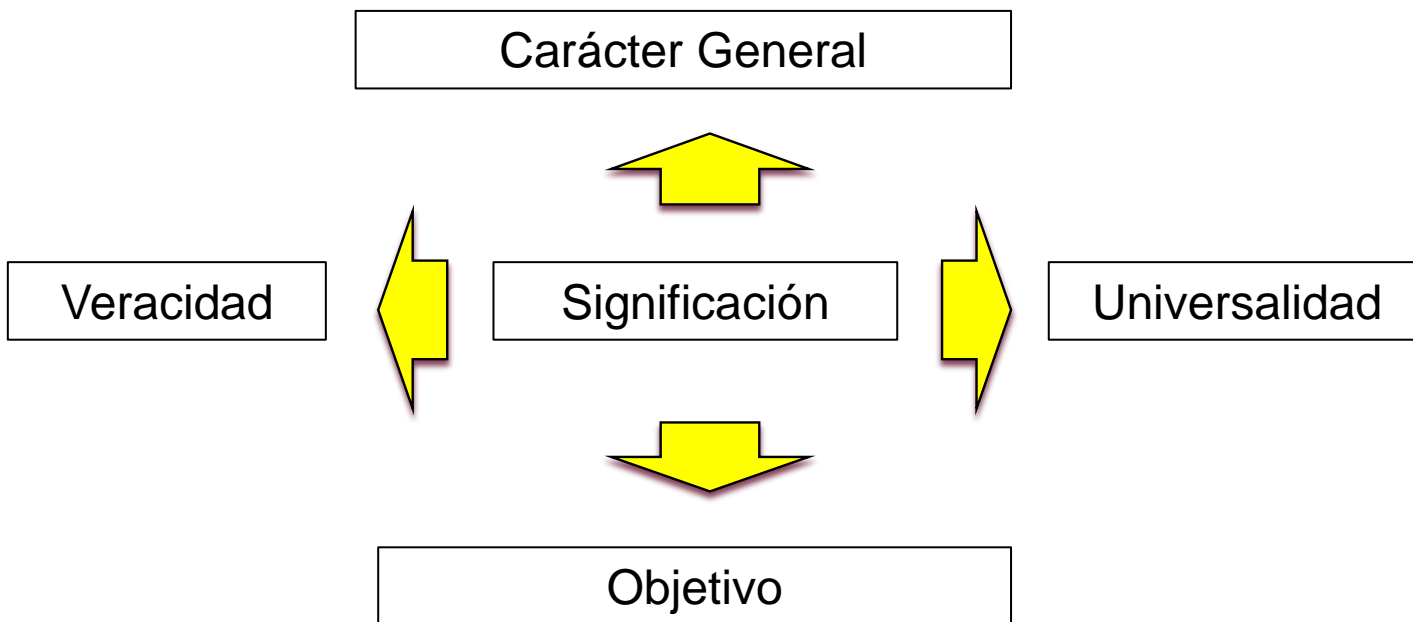 Carácter General
Veracidad
Significación
Universalidad
Objetivo